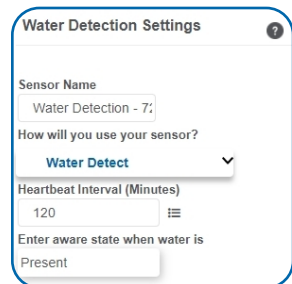 Water Detection Settings
?
Sensor Name
Water Detection - 72
How will you use your sensor?
Water Detect
Heartbeat Interval (Minutes)
120
Enter aware state when water is
Present